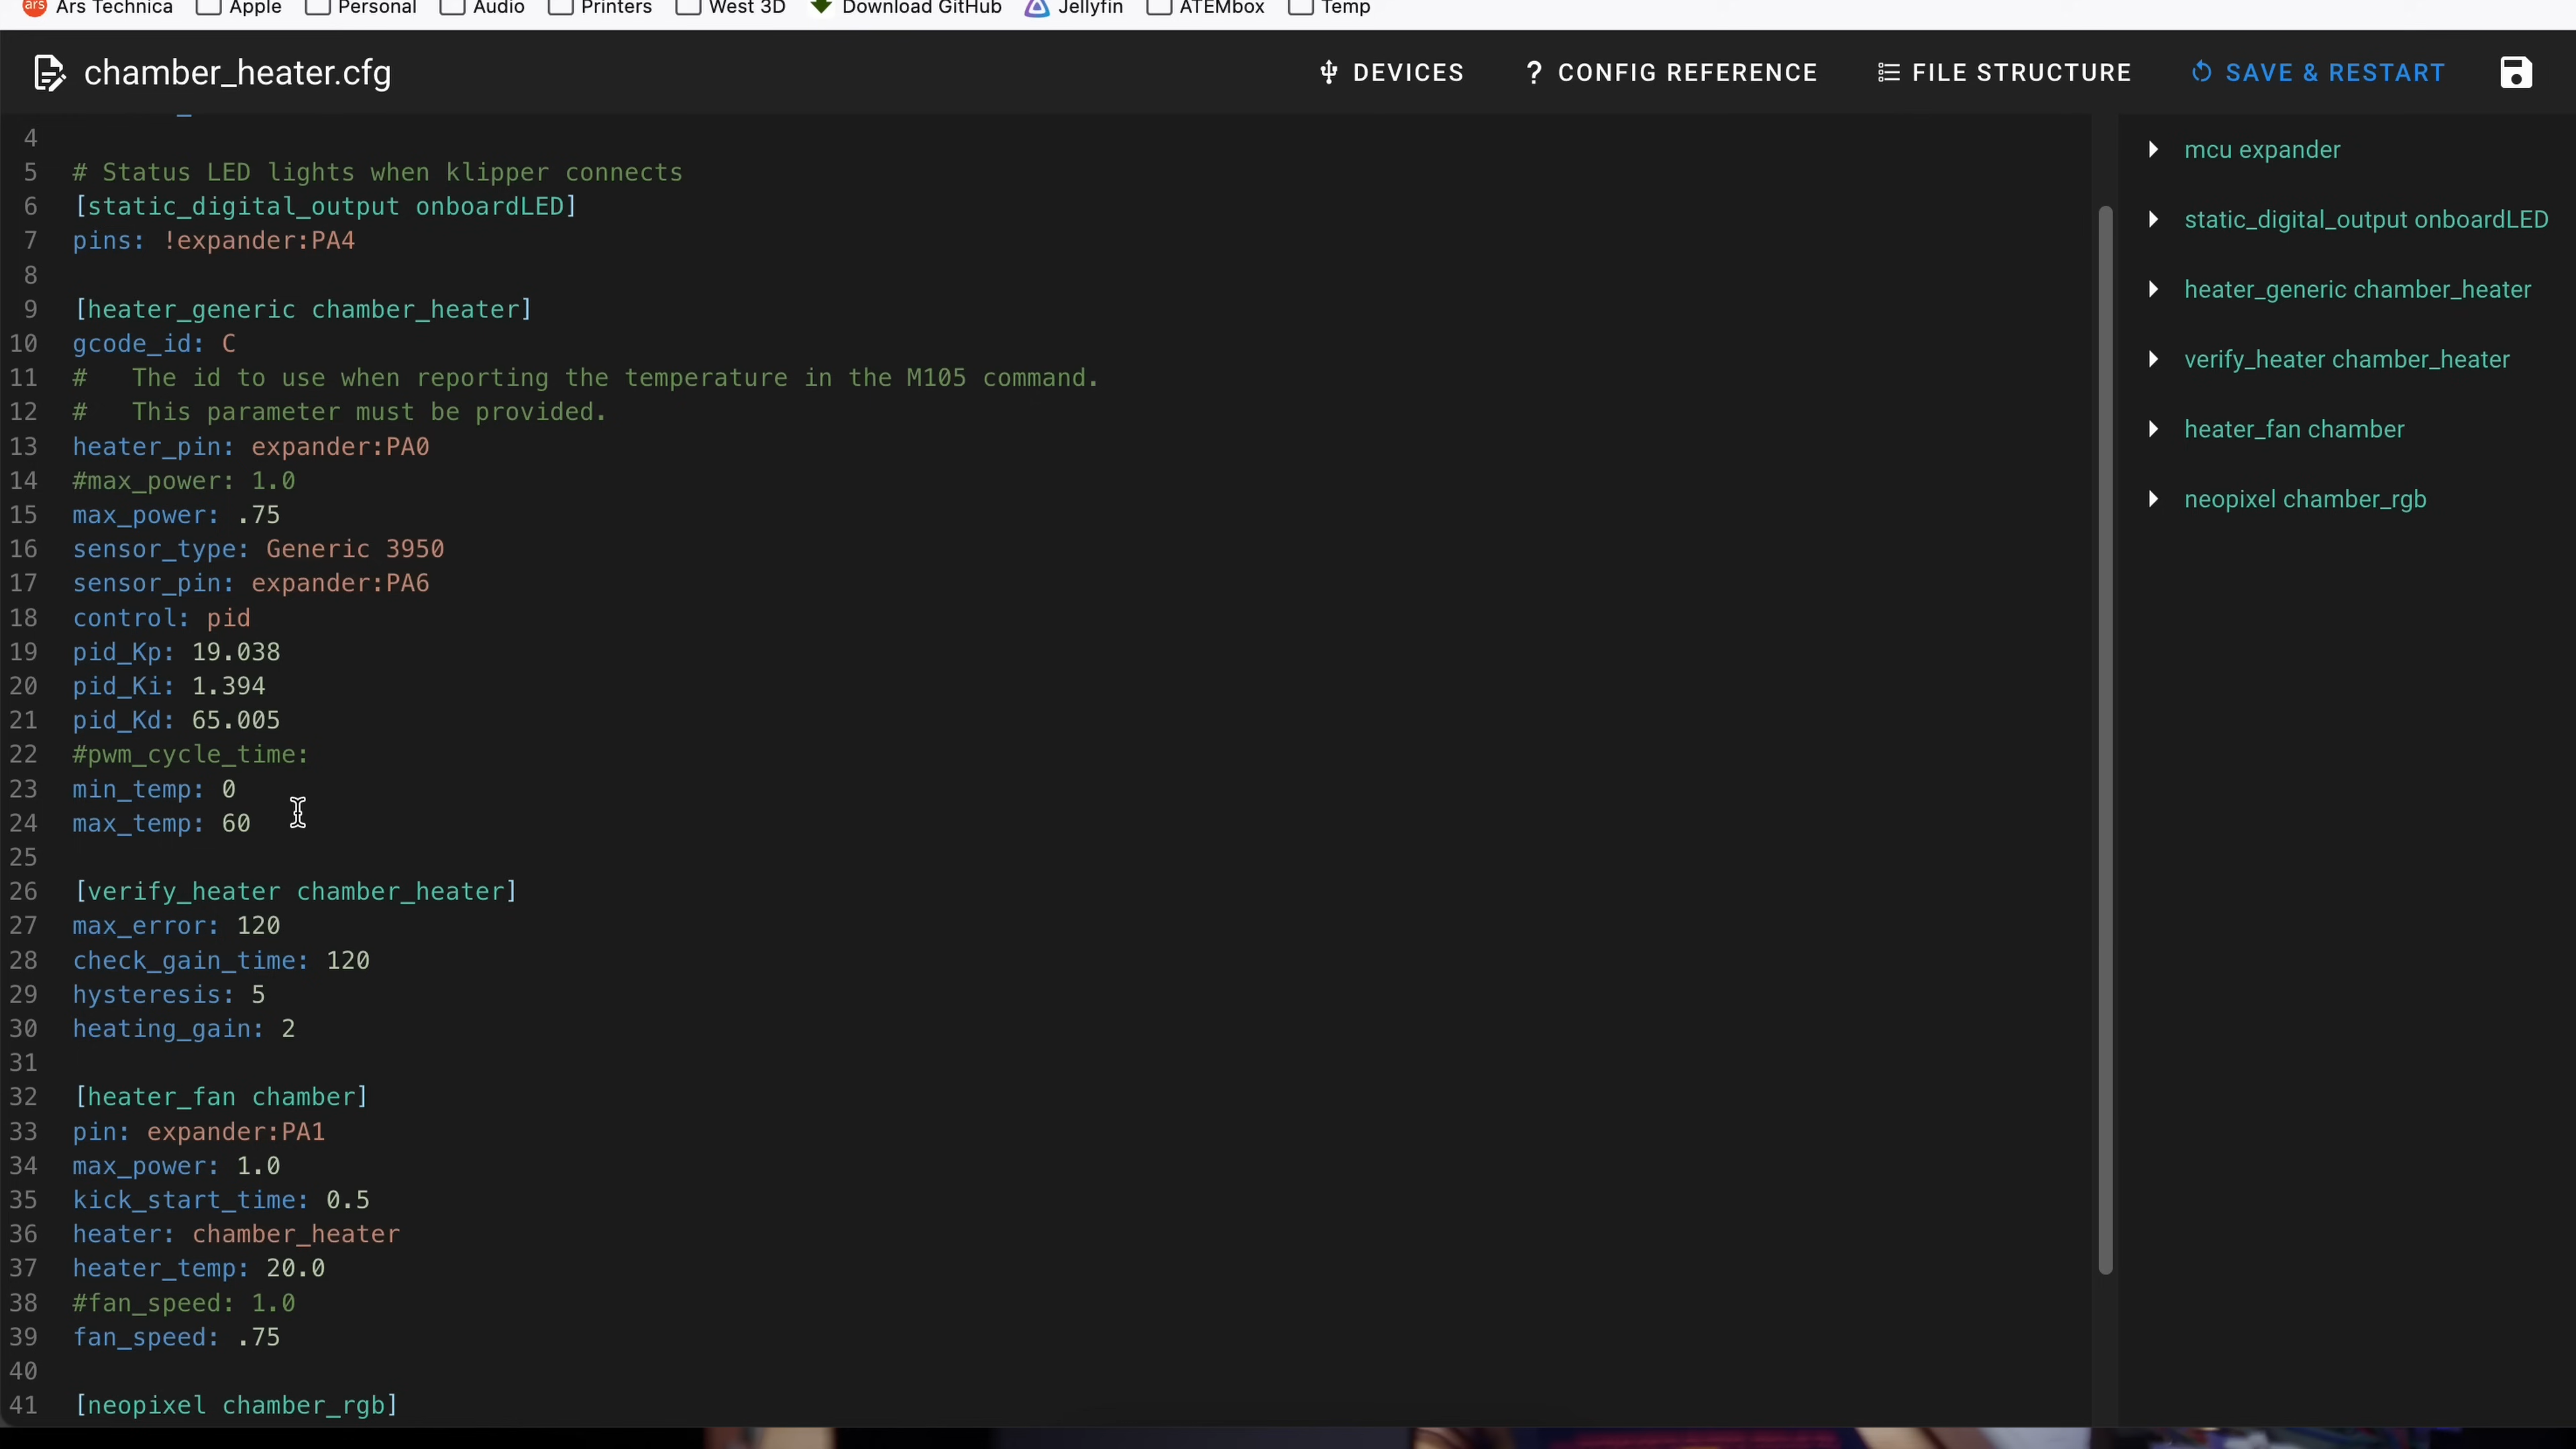 ars Ars Technica Apple Personal Audio Printers West 3D Download GitHub Jellyfin ATEMbox Temp
chamber_heater.cfg DEVICES ? CONFIG REFERENCE FILE STRUCTURE SAVE & RESTART
4
5 # Status LED lights when klipper connects
6 [static_digital_output onboardLED]
7 pins: !expander:PA4
8
9 [heater_generic chamber_heater]
10 gcode_id: C
11 #   The id to use when reporting the temperature in the M105 command.
12 #   This parameter must be provided.
13 heater_pin: expander:PA0
14 #max_power: 1.0
15 max_power: .75
16 sensor_type: Generic 3950
17 sensor_pin: expander:PA6
18 control: pid
19 pid_Kp: 19.038
20 pid_Ki: 1.394
21 pid_Kd: 65.005
22 #pwm_cycle_time:
23 min_temp: 0
24 max_temp: 60
25
26 [verify_heater chamber_heater]
27 max_error: 120
28 check_gain_time: 120
29 hysteresis: 5
30 heating_gain: 2
31
32 [heater_fan chamber]
33 pin: expander:PA1
34 max_power: 1.0
35 kick_start_time: 0.5
36 heater: chamber_heater
37 heater_temp: 20.0
38 #fan_speed: 1.0
39 fan_speed: .75
40
41 [neopixel chamber_rgb]
mcu expander
static_digital_output onboardLED
heater_generic chamber_heater
verify_heater chamber_heater
heater_fan chamber
neopixel chamber_rgb